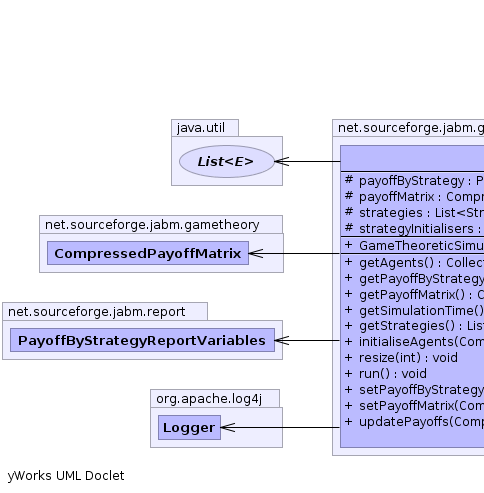 java.util
List<E>
net.sourceforge.jabm.gametheory
CompressedPayoffMatrix
net.sourceforge.jabm.report
PayoffByStrategyReportVariables
org.apache.log4j
Logger
net.sourceforge.jabm.g
# payoffByStrategy : P
# payoffMatrix : Compr
# strategies : List<Str
# strategyInitialisers :
+ GameTheoreticSimu
+ getAgents() : Collect
+ getPayoffByStrategy
+ getPayoffMatrix() : C
+ getSimulationTime()
+ getStrategies() : List
+ initialiseAgents(Com
+ resize(int) : void
+ run() : void
+ setPayoffByStrategy
+ setPayoffMatrix(Com
+ updatePayoffs(Comp
yWorks UML Doclet